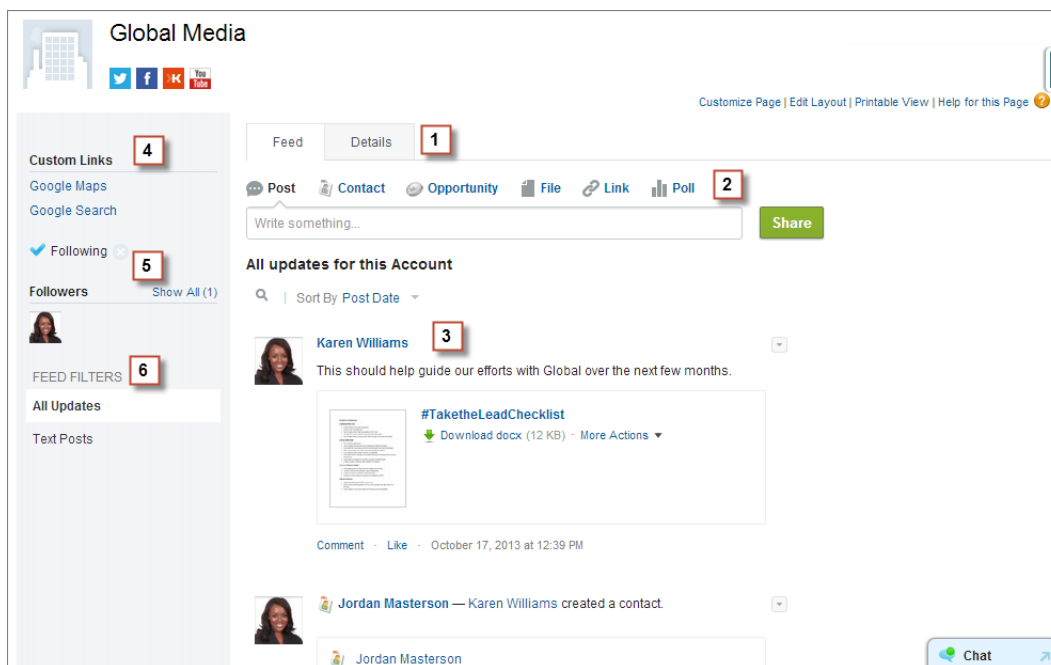 Global Media
You Tube
Customize Page | Edit Layout | Printable View | Help for this Page ?
4
Custom Links
Google Maps
Google Search
Following
5
Followers Show All (1)
6
FEED FILTERS
All Updates
Text Posts
Feed Details 1
Post Contact Opportunity File Link Poll 2
Write something... Share
All updates for this Account
Sort By Post Date
Karen Williams 3
This should help guide our efforts with Global over the next few months.
#TaketheLeadChecklist
Download docx (12 KB) · More Actions
Comment · Like · October 17, 2013 at 12:39 PM
Jordan Masterson — Karen Williams created a contact.
Jordan Masterson
Chat